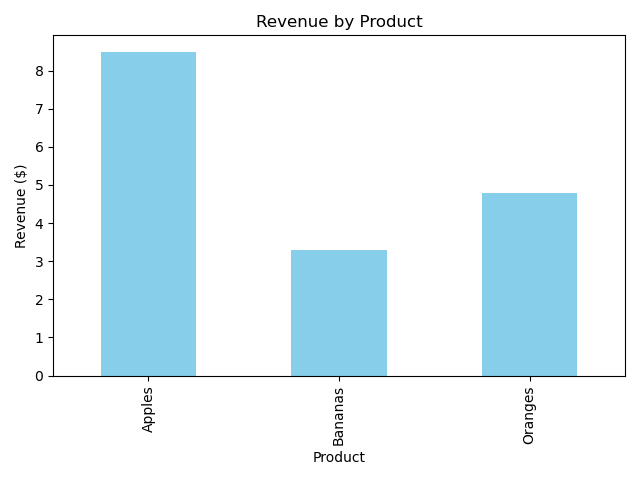 Revenue by Product
Revenue ($)
8
7
6
5
4
3
2
1
0
Apples
Bananas
Oranges
Product